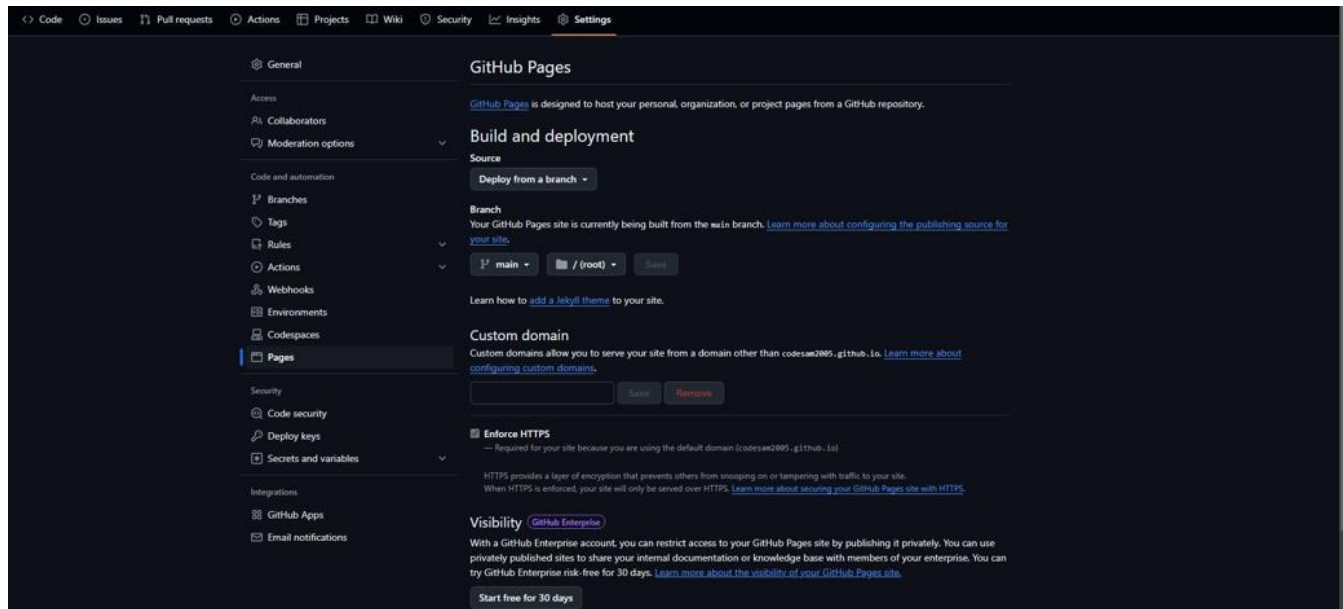 Code Issues Pull requests Actions Projects Wiki Security Insights Settings
General
Access
Collaborators
Moderation options
Code and automation
Branches
Tags
Rules
Actions
Webhooks
Environments
Codespaces
Pages
Security
Code security
Deploy keys
Secrets and variables
Integrations
GitHub Apps
Email notifications
GitHub Pages
GitHub Pages is designed to host your personal, organization, or project pages from a GitHub repository.
Build and deployment
Source
Deploy from a branch
Branch
Your GitHub Pages site is currently being built from the main branch. Learn more about configuring the publishing source for
your site.
main / (root) Save
Learn how to add a Jekyll theme to your site.
Custom domain
Custom domains allow you to serve your site from a domain other than codesam2005.github.io. Learn more about
configuring custom domains.
Save Remove
Enforce HTTPS
— Required for your site because you are using the default domain (codesam2005.github.io)
HTTPS provides a layer of encryption that prevents others from snooping on or tampering with traffic to your site.
When HTTPS is enforced, your site will only be served over HTTPS. Learn more about securing your GitHub Pages site with HTTPS.
Visibility GitHub Enterprise
With a GitHub Enterprise account, you can restrict access to your GitHub Pages site by publishing it privately. You can use
privately published sites to share your internal documentation or knowledge base with members of your enterprise. You can
try GitHub Enterprise risk-free for 30 days. Learn more about the visibility of your GitHub Pages site.
Start free for 30 days